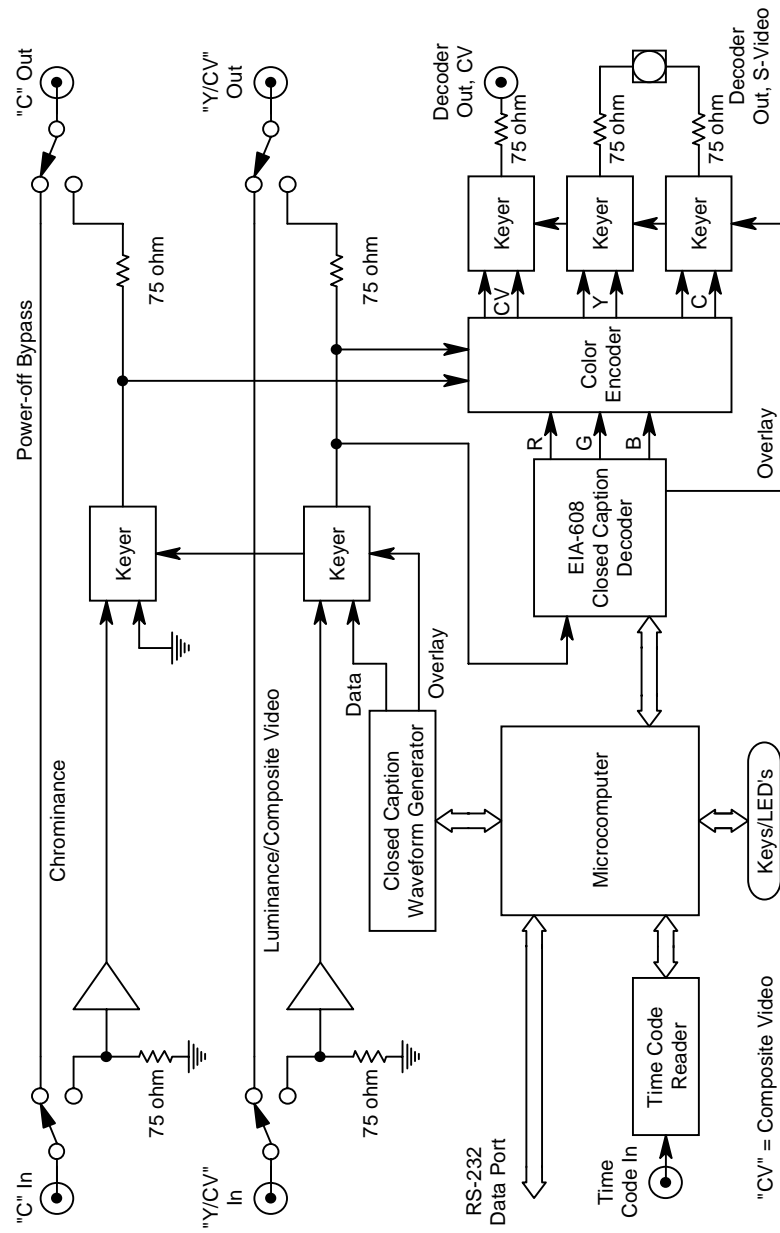 "C" In
Chrominance
Power-off Bypass
"C" Out
75 ohm
Keyer
75 ohm
"Y/CV"
In
Luminance/Composite Video
"Y/CV"
Out
75 ohm
Keyer
75 ohm
Data
Overlay
Closed Caption
Waveform Generator
RS-232
Data Port
Microcomputer
EIA-608
Closed Caption
Decoder
R
G
B
Color
Encoder
CV
Y
C
Keyer
Keyer
Keyer
75 ohm
75 ohm
75 ohm
Decoder
Out, CV
Decoder
Out, S-Video
Time
Code In
Time Code
Reader
Keys/LED's
Overlay
"CV" = Composite Video